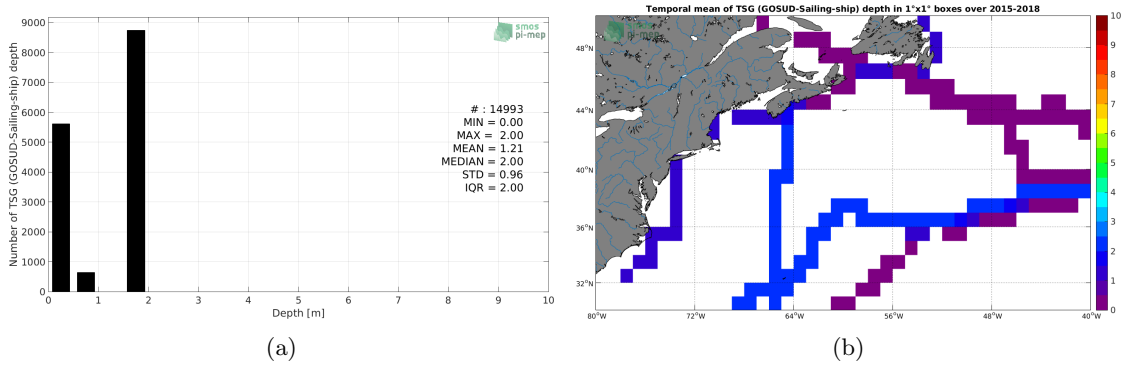 Number of TSG (GOSUD-Sailing-ship) depth
9000
8000
7000
6000
5000
4000
3000
2000
1000
0
0 1 2 3 4 5 6 7 8 9 10
Depth [m]
smos
pi-mep
# : 14993
MIN = 0.00
MAX = 2.00
MEAN = 1.21
MEDIAN = 2.00
STD = 0.96
IQR = 2.00
(a)
Temporal mean of TSG (GOSUD-Sailing-ship) depth in 1°x1° boxes over 2015-2018
smos
pi-mep
48°N
44°N
40°N
36°N
32°N
80°W 72°W 64°W 56°W 48°W 40°W
10
9
8
7
6
5
4
3
2
1
0
(b)